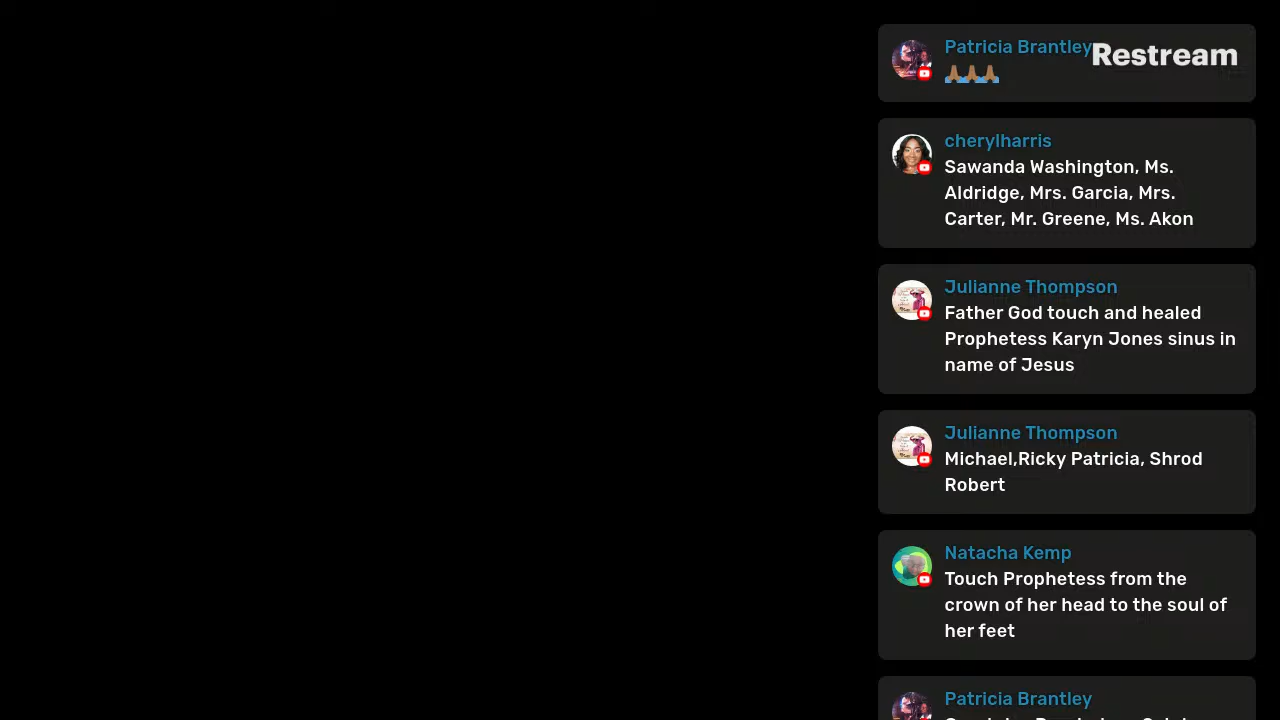 Patricia Brantley
Restream
🙏🏾🙏🏾🙏🏾
cherylharris
Sawanda Washington, Ms.
Aldridge, Mrs. Garcia, Mrs.
Carter, Mr. Greene, Ms. Akon
Julianne Thompson
Father God touch and healed
Prophetess Karyn Jones sinus in
name of Jesus
Julianne Thompson
Michael,Ricky Patricia, Shrod
Robert
Natacha Kemp
Touch Prophetess from the
crown of her head to the soul of
her feet
Patricia Brantley